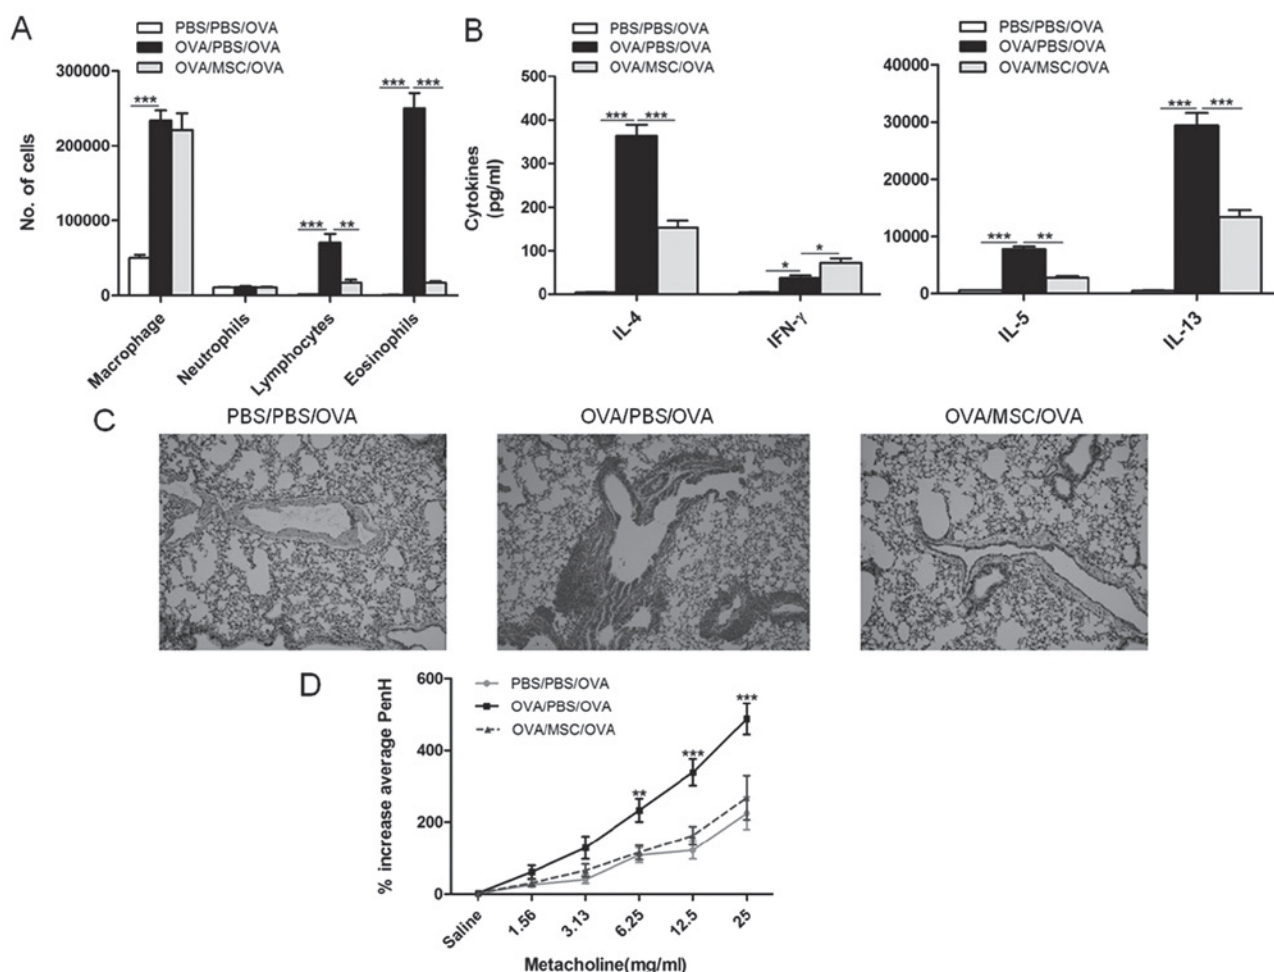 A
PBS/PBS/OVA
OVA/PBS/OVA
OVA/MSC/OVA
300000
200000
100000
0
No. of cells
***
***
**
***
***
Macrophage
Neutrophils
Lymphocytes
Eosinophils
B
PBS/PBS/OVA
OVA/PBS/OVA
OVA/MSC/OVA
500
400
300
200
100
0
Cytokines
(pg/ml)
***
***
*
*
IL-4
IFN-γ
PBS/PBS/OVA
OVA/PBS/OVA
OVA/MSC/OVA
40000
30000
20000
10000
0
***
**
***
***
IL-5
IL-13
C
PBS/PBS/OVA
OVA/PBS/OVA
OVA/MSC/OVA
D
PBS/PBS/OVA
OVA/PBS/OVA
OVA/MSC/OVA
600
400
200
0
% increase average PenH
**
***
***
Saline
1.56
3.13
6.25
12.5
25
Metacholine(mg/ml)